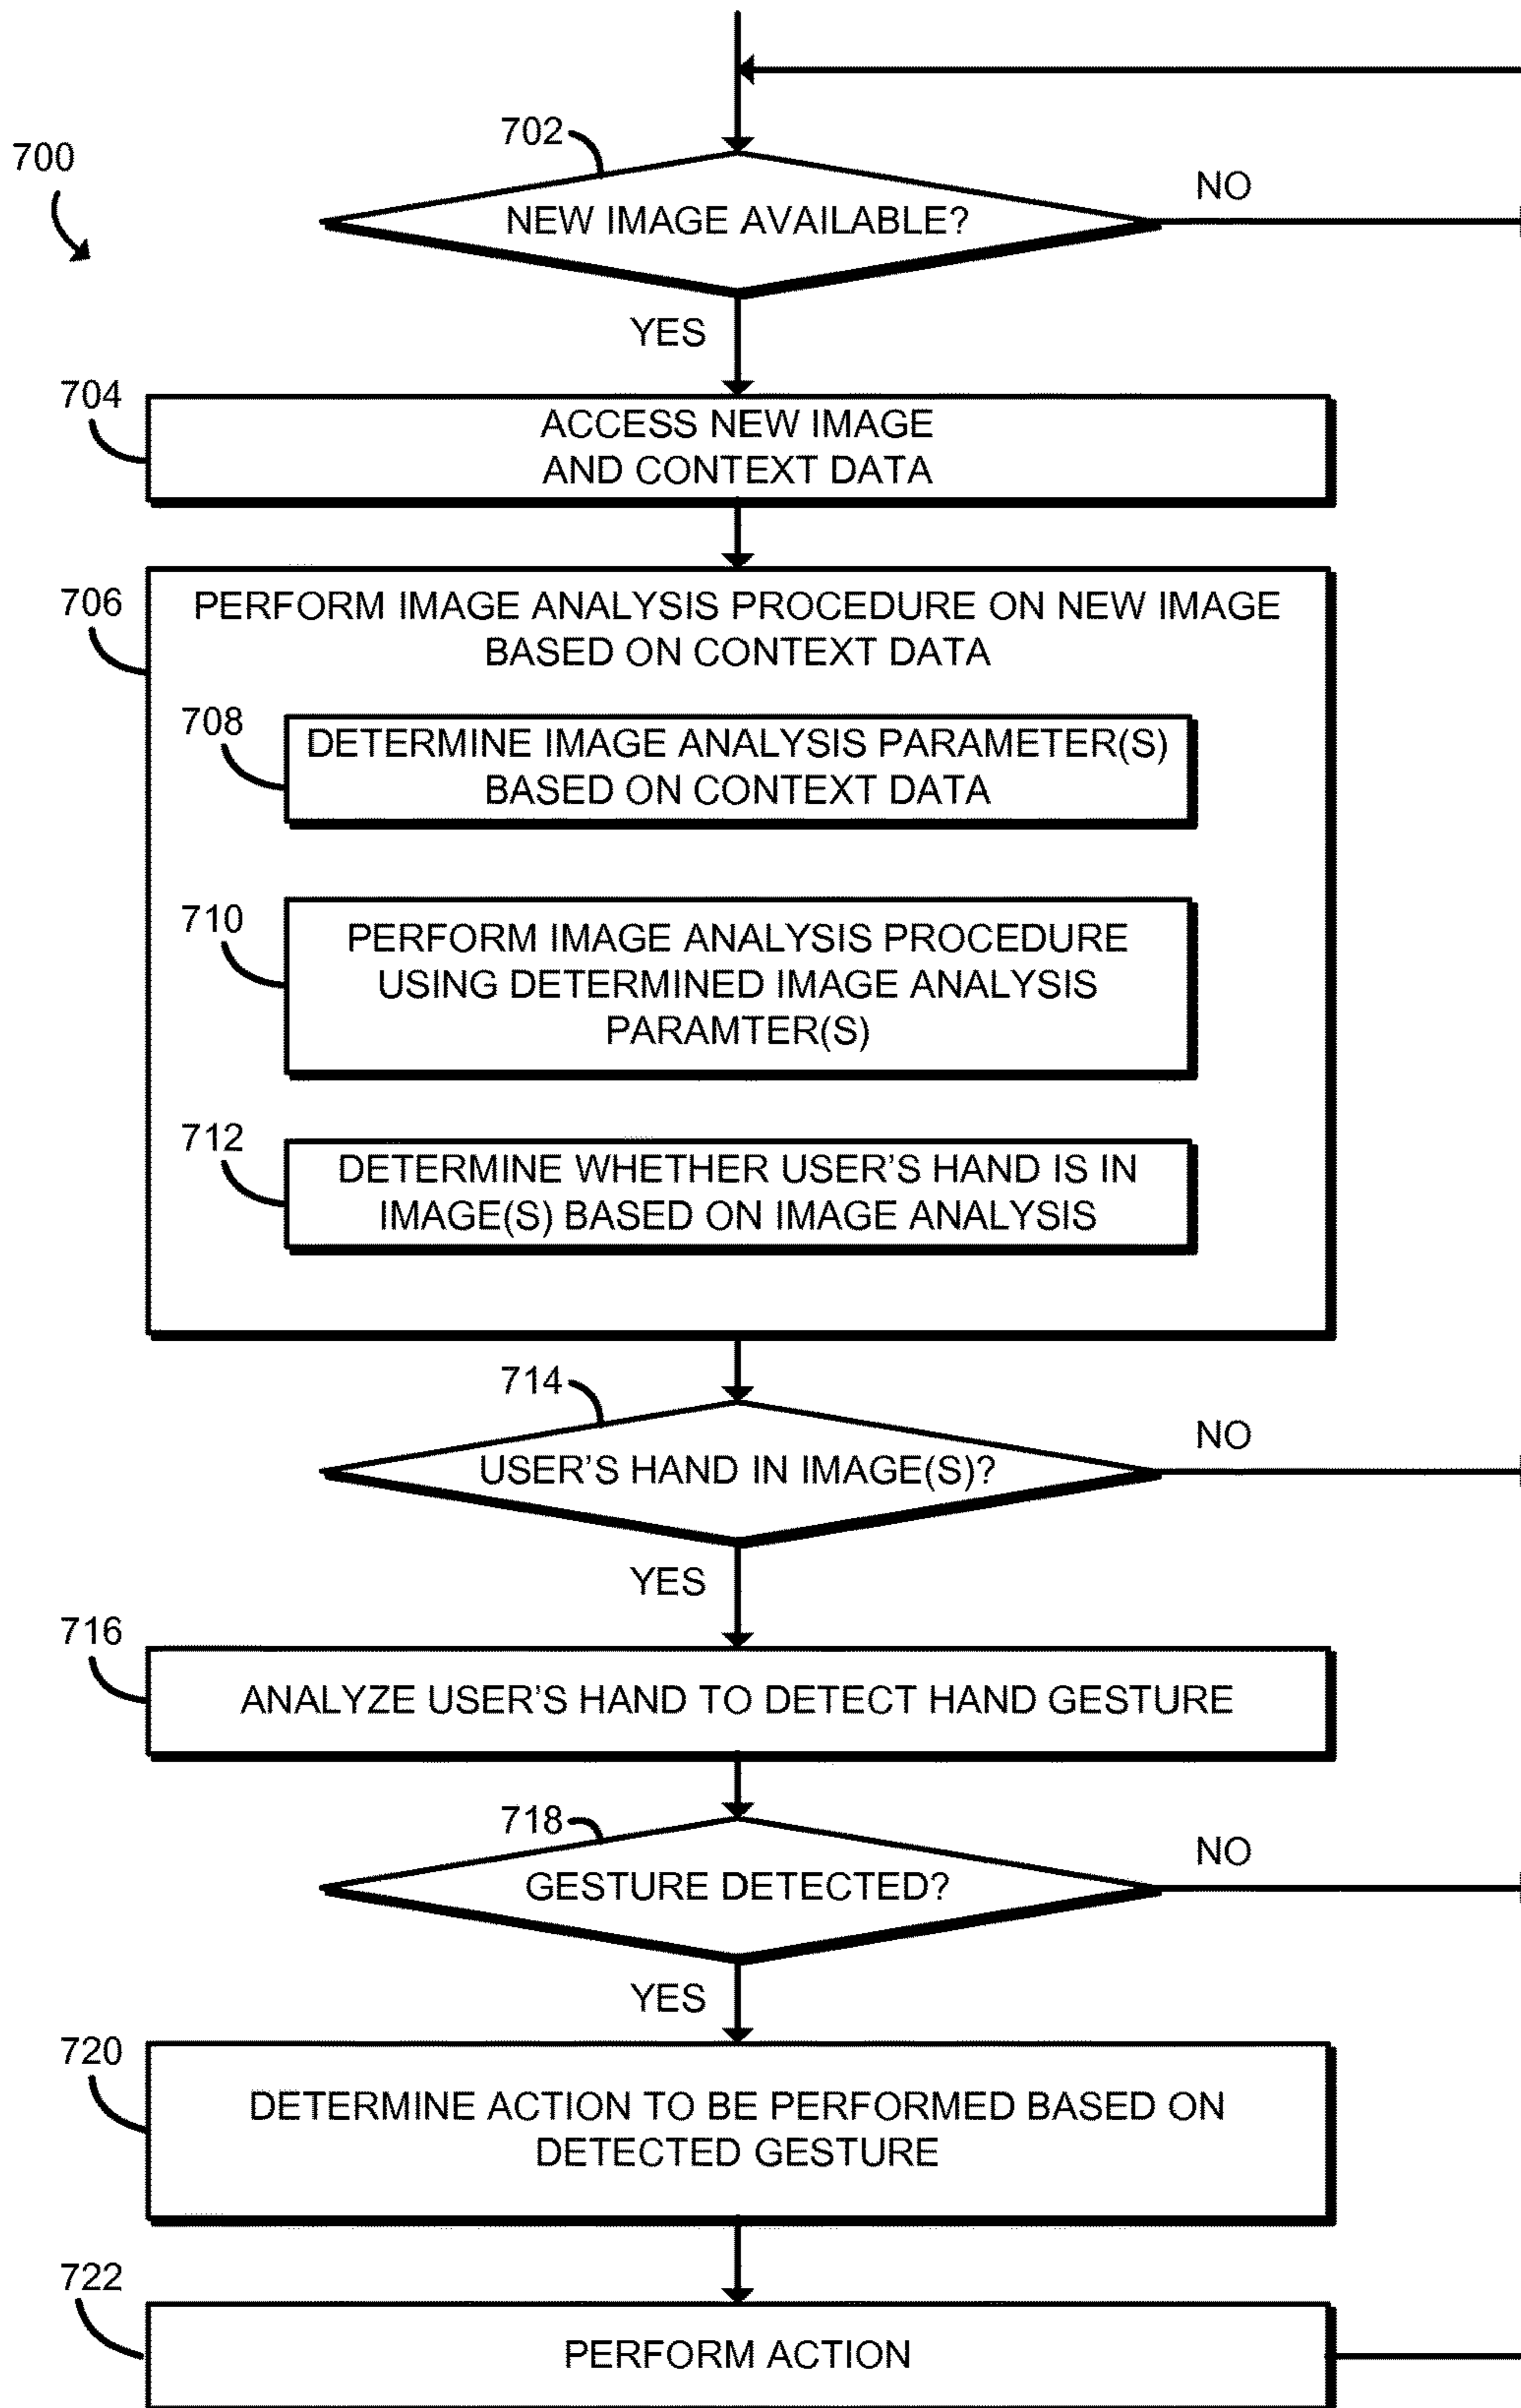 700
702
NEW IMAGE AVAILABLE?
NO
YES
704
ACCESS NEW IMAGE
AND CONTEXT DATA
706
PERFORM IMAGE ANALYSIS PROCEDURE ON NEW IMAGE
BASED ON CONTEXT DATA
708
DETERMINE IMAGE ANALYSIS PARAMETER(S)
BASED ON CONTEXT DATA
710
PERFORM IMAGE ANALYSIS PROCEDURE
USING DETERMINED IMAGE ANALYSIS
PARAMTER(S)
712
DETERMINE WHETHER USER'S HAND IS IN
IMAGE(S) BASED ON IMAGE ANALYSIS
714
USER'S HAND IN IMAGE(S)?
NO
YES
716
ANALYZE USER'S HAND TO DETECT HAND GESTURE
718
GESTURE DETECTED?
NO
YES
720
DETERMINE ACTION TO BE PERFORMED BASED ON
DETECTED GESTURE
722
PERFORM ACTION